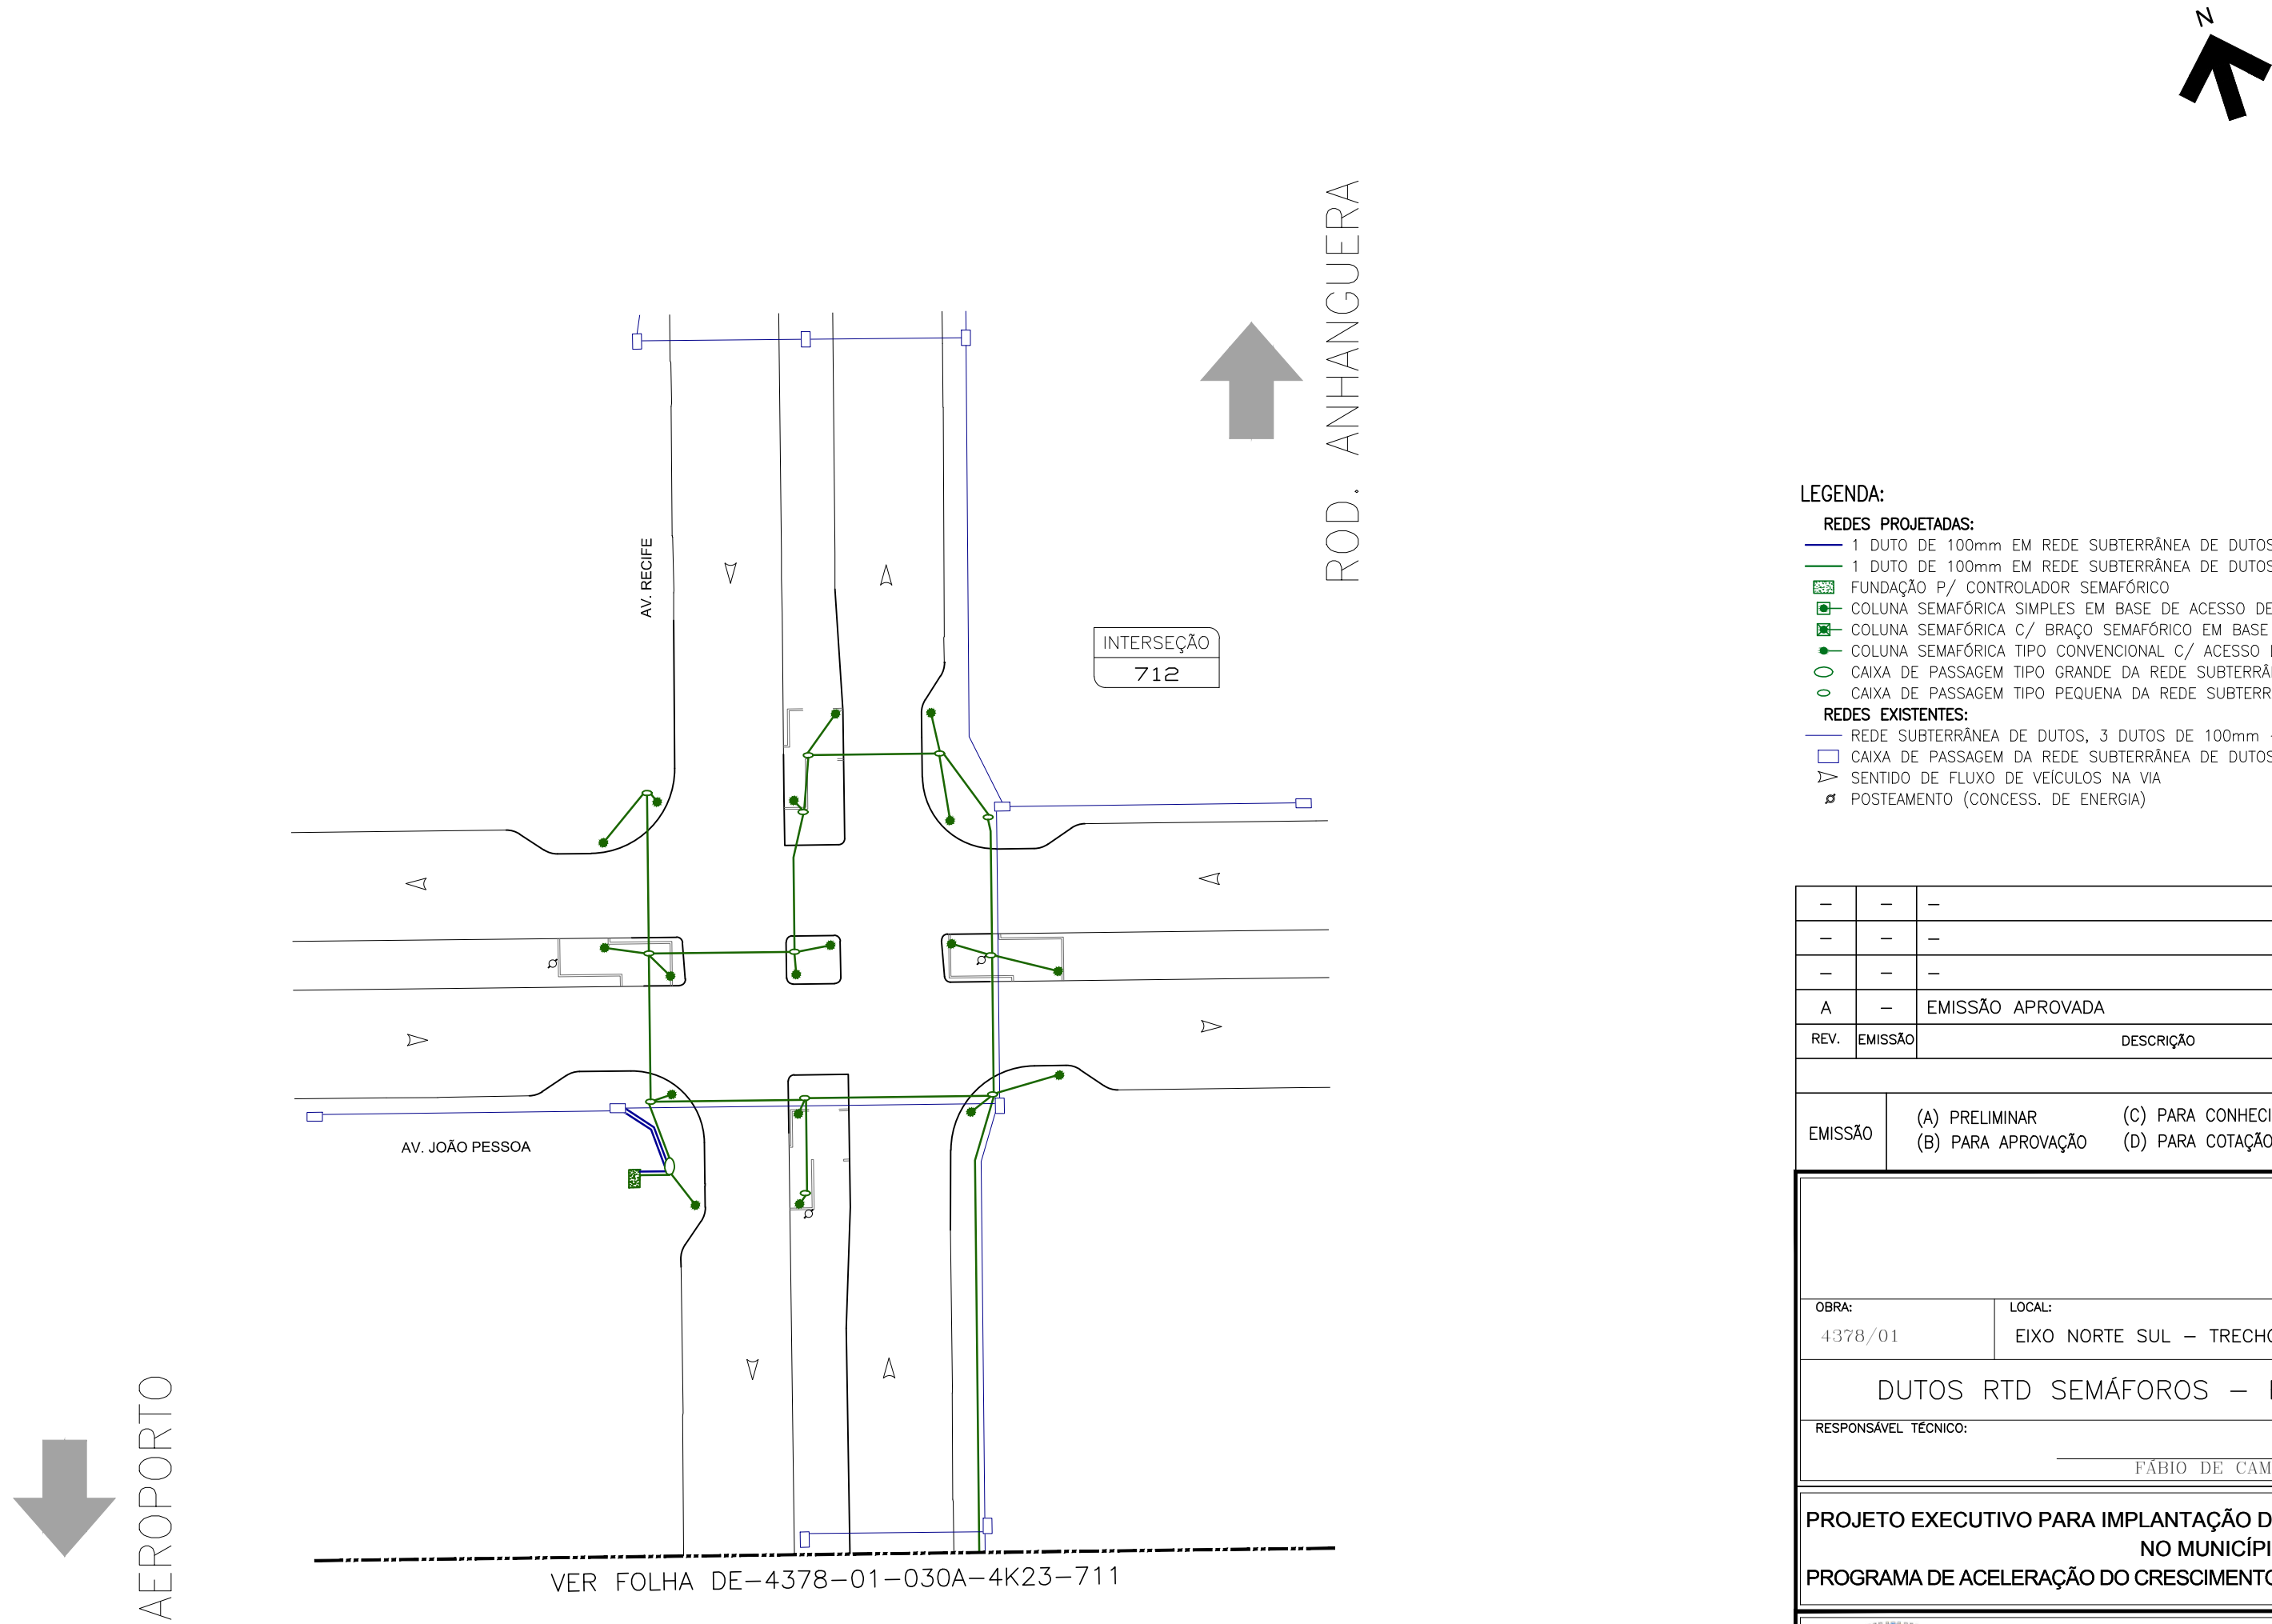 N
ROD. ANHANGUERA
AV. RECIFE
INTERSEÇÃO
712
AV. JOÃO PESSOA
AEROPORTO
VER FOLHA DE-4378-01-030A-4K23-711
LEGENDA:
REDES PROJETADAS:
1 DUTO DE 100mm EM REDE SUBTERRÂNEA DE DUTOS
1 DUTO DE 100mm EM REDE SUBTERRÂNEA DE DUTOS
FUNDAÇÃO P/ CONTROLADOR SEMAFÓRICO
COLUNA SEMAFÓRICA SIMPLES EM BASE DE ACESSO DE
COLUNA SEMAFÓRICA C/ BRAÇO SEMAFÓRICO EM BASE
COLUNA SEMAFÓRICA TIPO CONVENCIONAL C/ ACESSO
CAIXA DE PASSAGEM TIPO GRANDE DA REDE SUBTERRÂ
CAIXA DE PASSAGEM TIPO PEQUENA DA REDE SUBTERR
REDES EXISTENTES:
REDE SUBTERRÂNEA DE DUTOS, 3 DUTOS DE 100mm -
CAIXA DE PASSAGEM DA REDE SUBTERRÂNEA DE DUTOS
SENTIDO DE FLUXO DE VEÍCULOS NA VIA
POSTEAMENTO (CONCESS. DE ENERGIA)
- - -
- - -
- - -
A - EMISSÃO APROVADA
REV. EMISSÃO DESCRIÇÃO
EMISSÃO
(A) PRELIMINAR (C) PARA CONHECI
(B) PARA APROVAÇÃO (D) PARA COTAÇÃO
OBRA: LOCAL:
4378/01 EIXO NORTE SUL - TRECHO
DUTOS RTD SEMÁFOROS -
RESPONSÁVEL TÉCNICO:
FÁBIO DE CAM
PROJETO EXECUTIVO PARA IMPLANTAÇÃO D
NO MUNICÍPI
PROGRAMA DE ACELERAÇÃO DO CRESCIMENTO